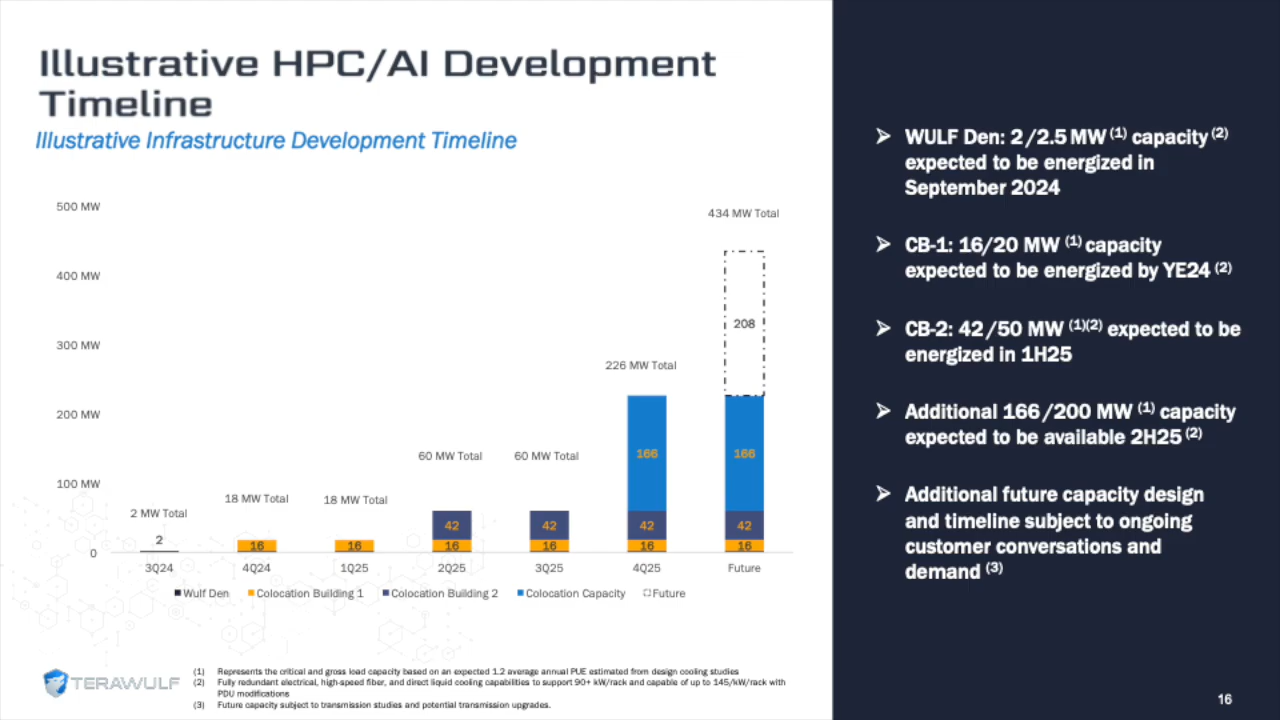 Illustrative HPC/AI Development
Timeline
Illustrative Infrastructure Development Timeline
500 MW
400 MW
300 MW
200 MW
100 MW
0
2 MW Total
2
18 MW Total
16
18 MW Total
16
60 MW Total
42
16
60 MW Total
42
16
226 MW Total
166
42
16
434 MW Total
208
166
42
16
3Q24 4Q24 1Q25 2Q25 3Q25 4Q25 Future
Wulf Den Colocation Building 1 Colocation Building 2 Colocation Capacity Future
➢ WULF Den: 2/2.5 MW (1) capacity (2)
expected to be energized in
September 2024
➢ CB-1: 16/20 MW (1) capacity
expected to be energized by YE24 (2)
➢ CB-2: 42/50 MW (1)(2) expected to be
energized in 1H25
➢ Additional 166/200 MW (1) capacity
expected to be available 2H25 (2)
➢ Additional future capacity design
and timeline subject to ongoing
customer conversations and
demand (3)
TERAWULF
(1) Represents the critical and gross load capacity based on an expected 1.2 average annual PUE estimated from design cooling studies
(2) Fully redundant electrical, high-speed fiber, and direct liquid cooling capabilities to support 90+ kW/rack and capable of up to 145/kW/rack with
PDU modifications
(3) Future capacity subject to transmission studies and potential transmission upgrades.
16